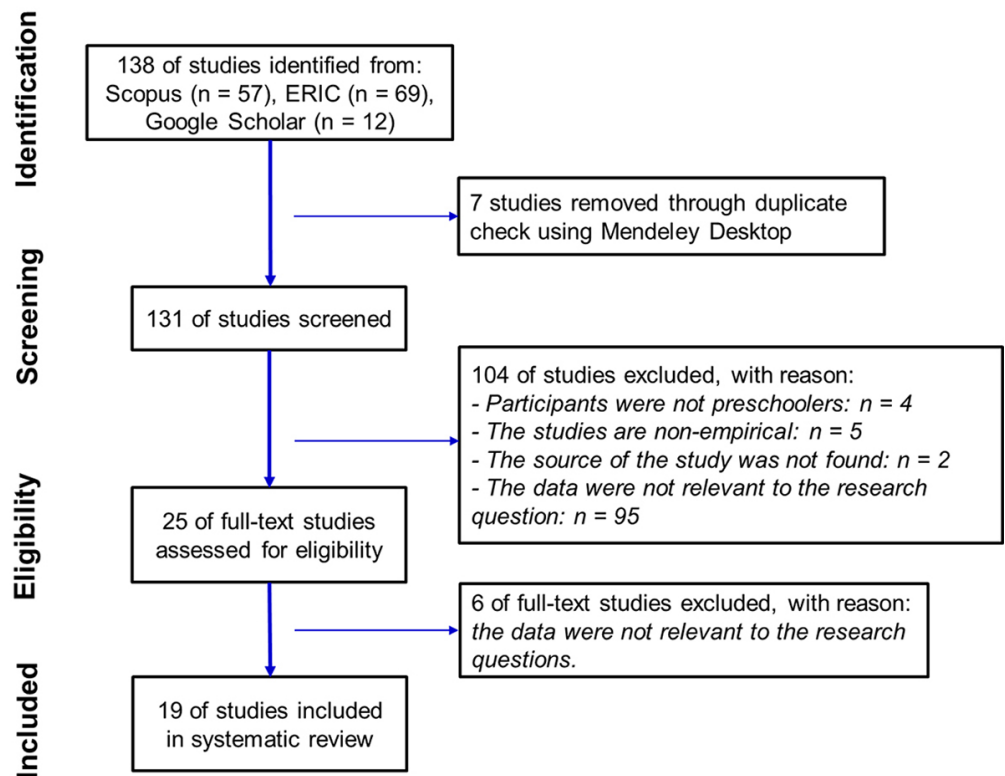 Identification
138 of studies identified from:
Scopus (n = 57), ERIC (n = 69),
Google Scholar (n = 12)
7 studies removed through duplicate
check using Mendeley Desktop
Screening
131 of studies screened
104 of studies excluded, with reason:
- Participants were not preschoolers: n = 4
- The studies are non-empirical: n = 5
- The source of the study was not found: n = 2
- The data were not relevant to the research
question: n = 95
Eligibility
25 of full-text studies
assessed for eligibility
6 of full-text studies excluded, with reason:
the data were not relevant to the research
questions.
Included
19 of studies included
in systematic review